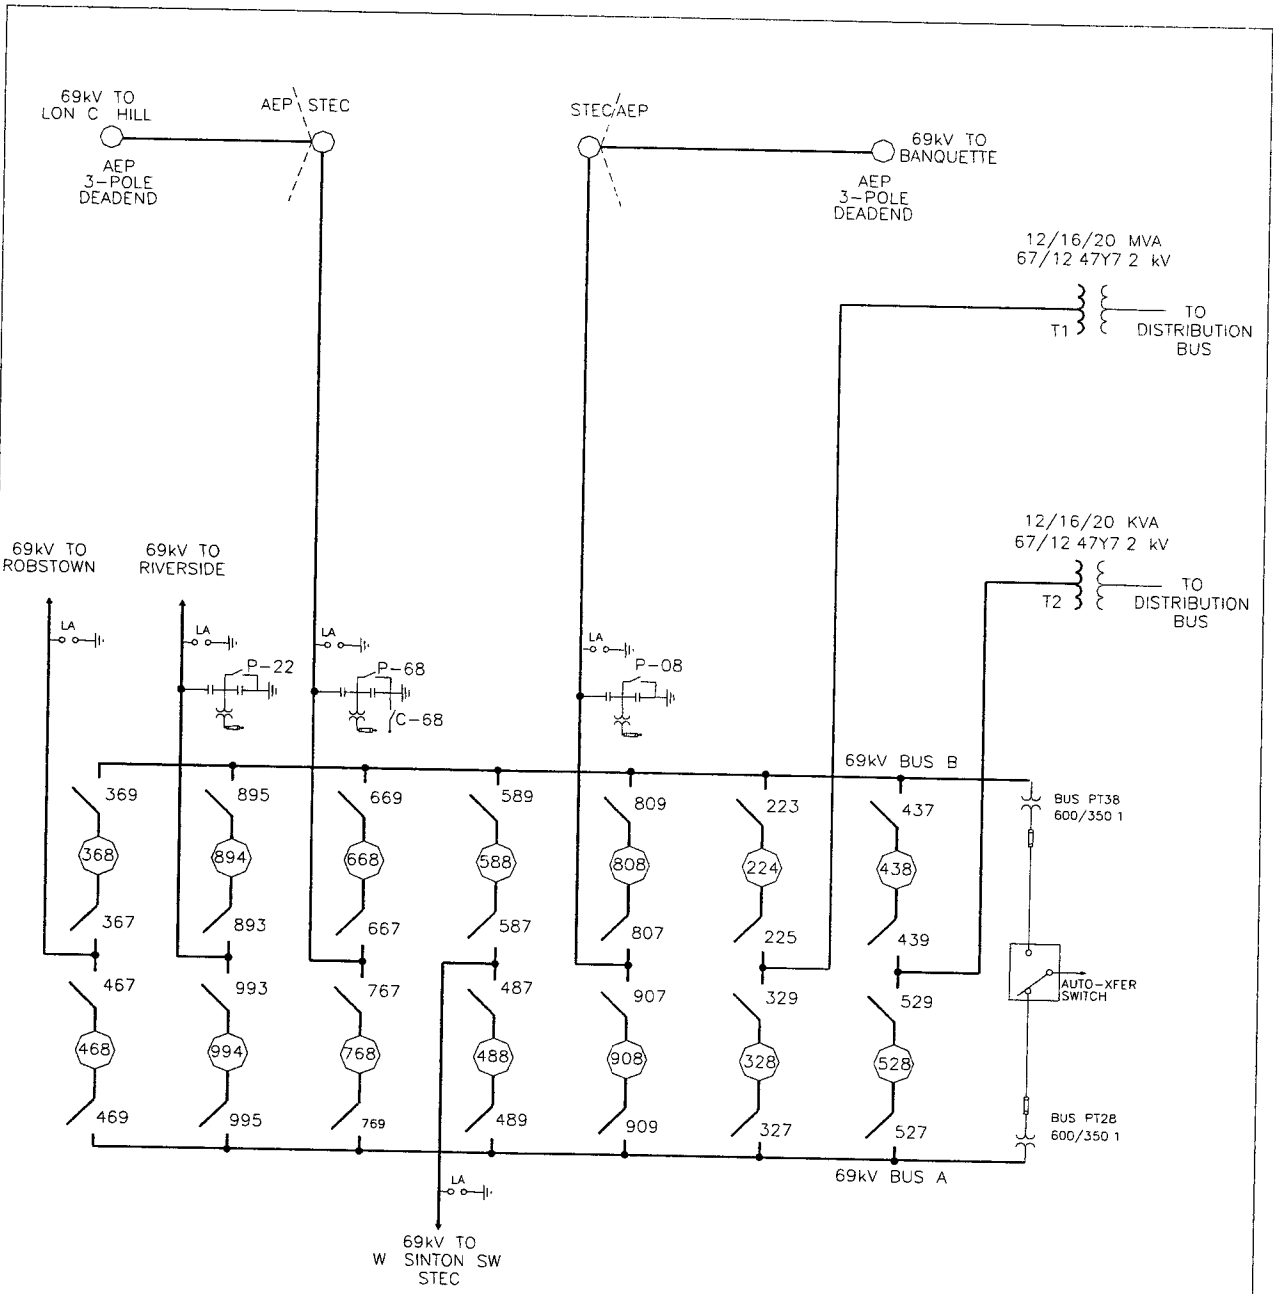 69kV TO
LON C HILL
AEP
3-POLE
DEADEND
AEP STEC
STEC/AEP
69kV TO
BANQUETTE
AEP
3-POLE
DEADEND
12/16/20 MVA
67/12 47Y7 2 kV
T1
TO
DISTRIBUTION
BUS
12/16/20 KVA
67/12 47Y7 2 kV
T2
TO
DISTRIBUTION
BUS
69kV TO
ROBSTOWN
69kV TO
RIVERSIDE
LA
LA
LA
LA
P-22
P-68
C-68
P-08
69kV BUS B
369
895
669
589
809
223
437
BUS PT38
600/350 1
368
894
668
588
808
224
438
367
893
667
587
807
225
439
467
993
767
487
907
329
529
AUTO-XFER
SWITCH
468
994
768
488
908
328
528
469
995
769
489
909
327
527
BUS PT28
600/350 1
69kV BUS A
LA
69kV TO
W SINTON SW
STEC